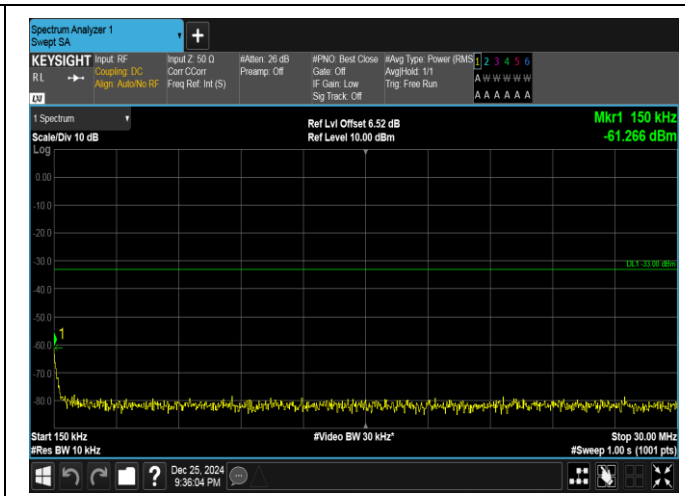 Spectrum Analyzer 1
Swept SA
KEYSIGHT Input: RF Input Z: 50 Ω #Atten: 26 dB #PNO: Best Close #Avg Type: Power (RMS 1 2 3 4 5 6
RL Coupling: DC Corr CCorr Preamp: Off Gate: Off Avg|Hold: 1/1 A W W W W W
Align: Auto/No RF Freq Ref: Int (S) IF Gain: Low Trig: Free Run
LXI Sig Track: Off A A A A A A
1 Spectrum Ref Lvl Offset 6.52 dB Mkr1 150 kHz
Scale/Div 10 dB Ref Level 10.00 dBm -61.266 dBm
Log
0.00
-10.0
-20.0
-30.0
DL1 -33.00 dBm
-40.0
-50.0
1
-60.0
-70.0
-80.0
Start 150 kHz #Video BW 30 kHz* Stop 30.00 MHz
#Res BW 10 kHz #Sweep 1.00 s (1001 pts)
Dec 25, 2024
9:36:04 PM